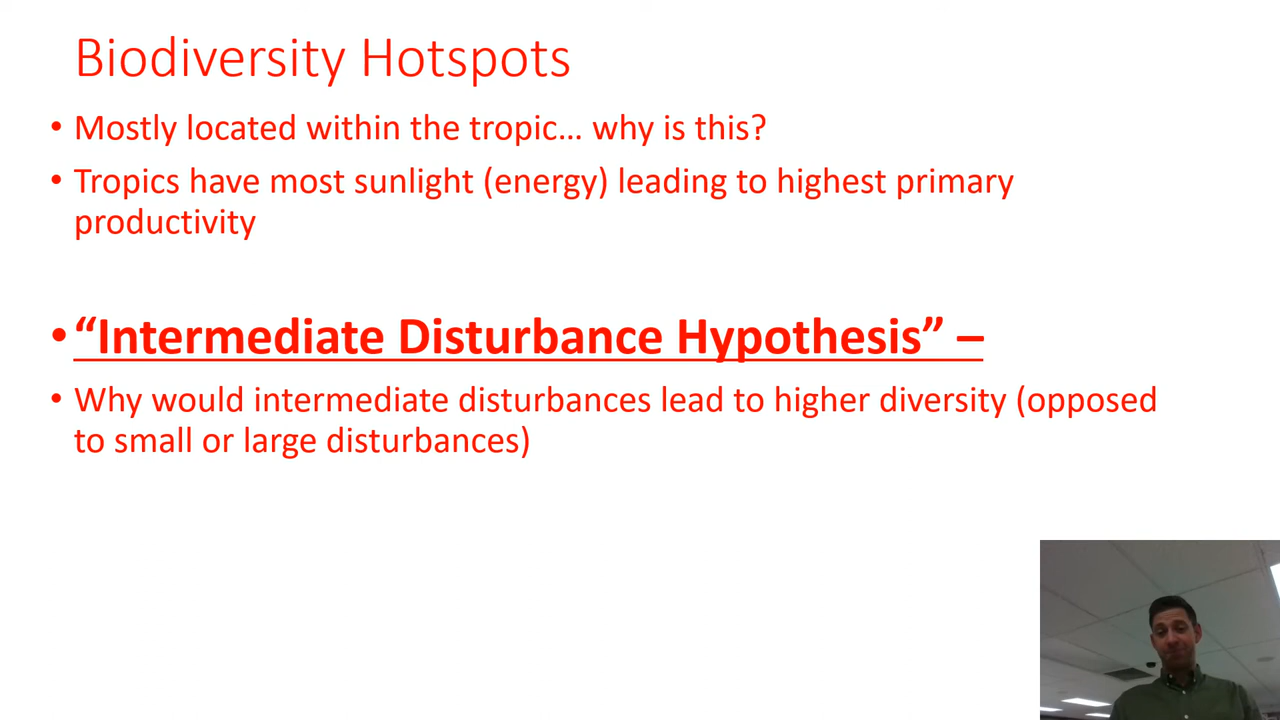 Biodiversity Hotspots
• Mostly located within the tropic... why is this?
• Tropics have most sunlight (energy) leading to highest primary
productivity
• “Intermediate Disturbance Hypothesis” –
• Why would intermediate disturbances lead to higher diversity (opposed
to small or large disturbances)